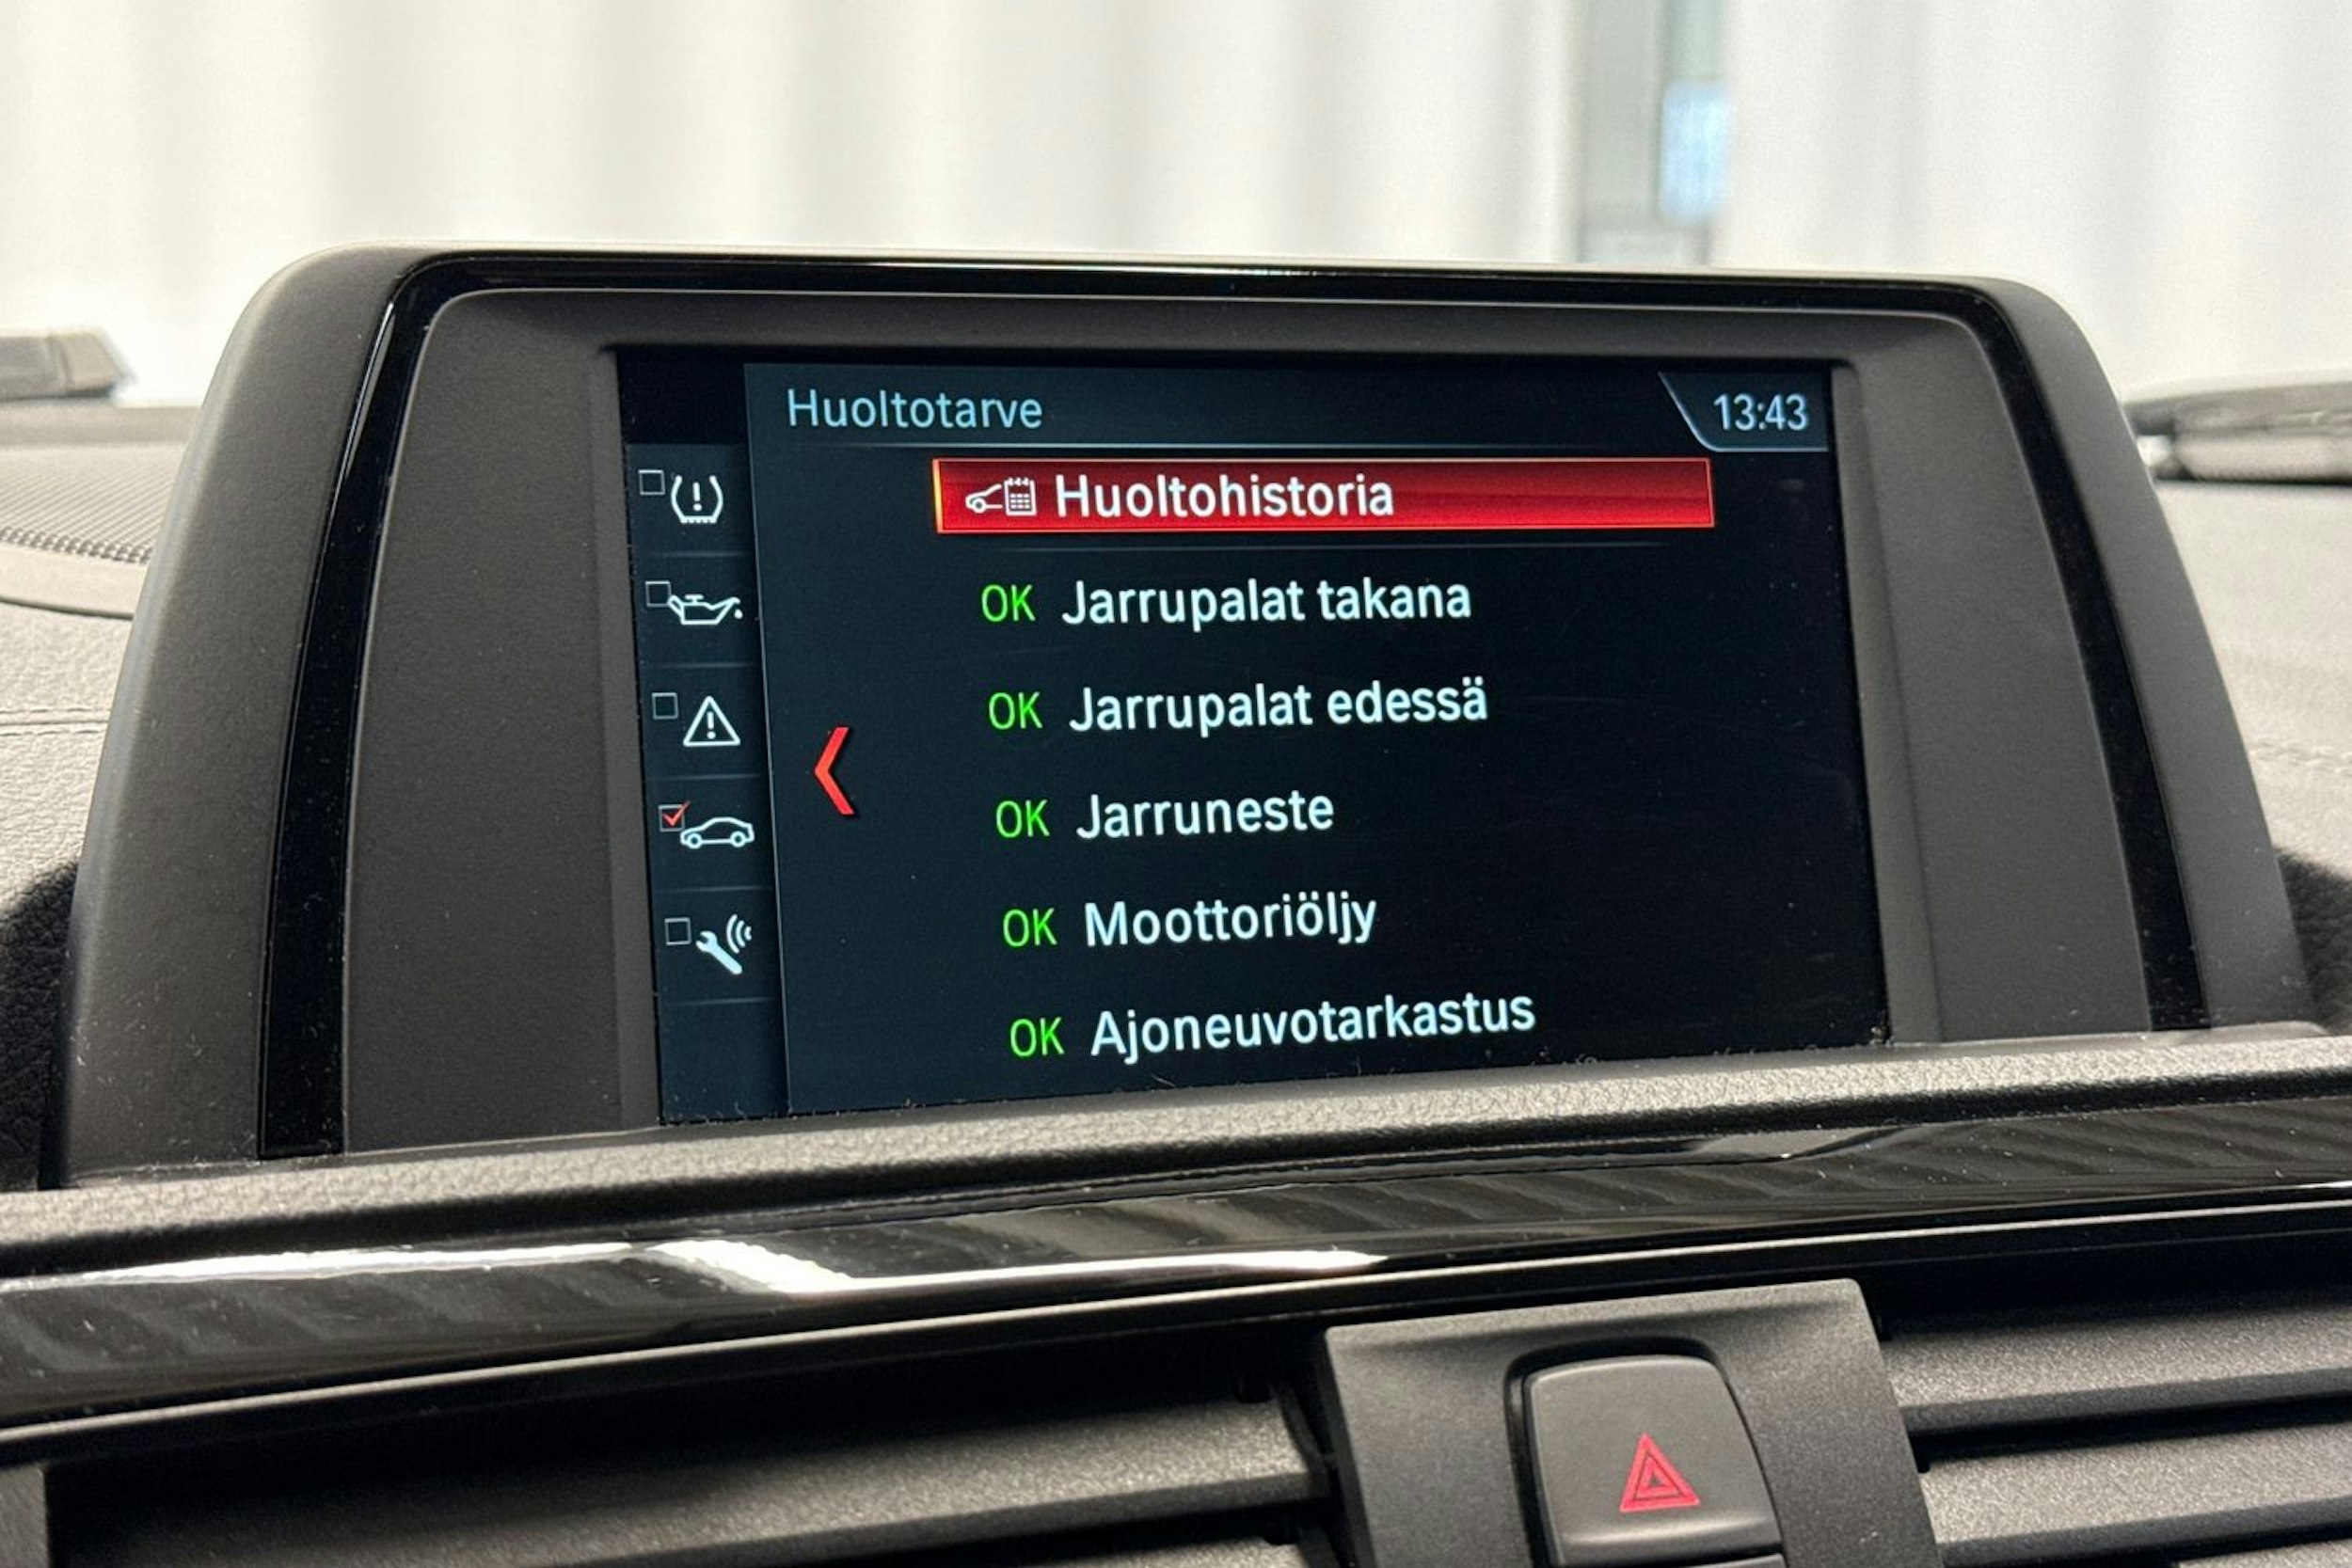 Huoltotarve
13:43
Huoltohistoria
OK Jarrupalat takana
OK Jarrupalat edessä
OK Jarruneste
OK Moottoriöljy
OK Ajoneuvotarkastus